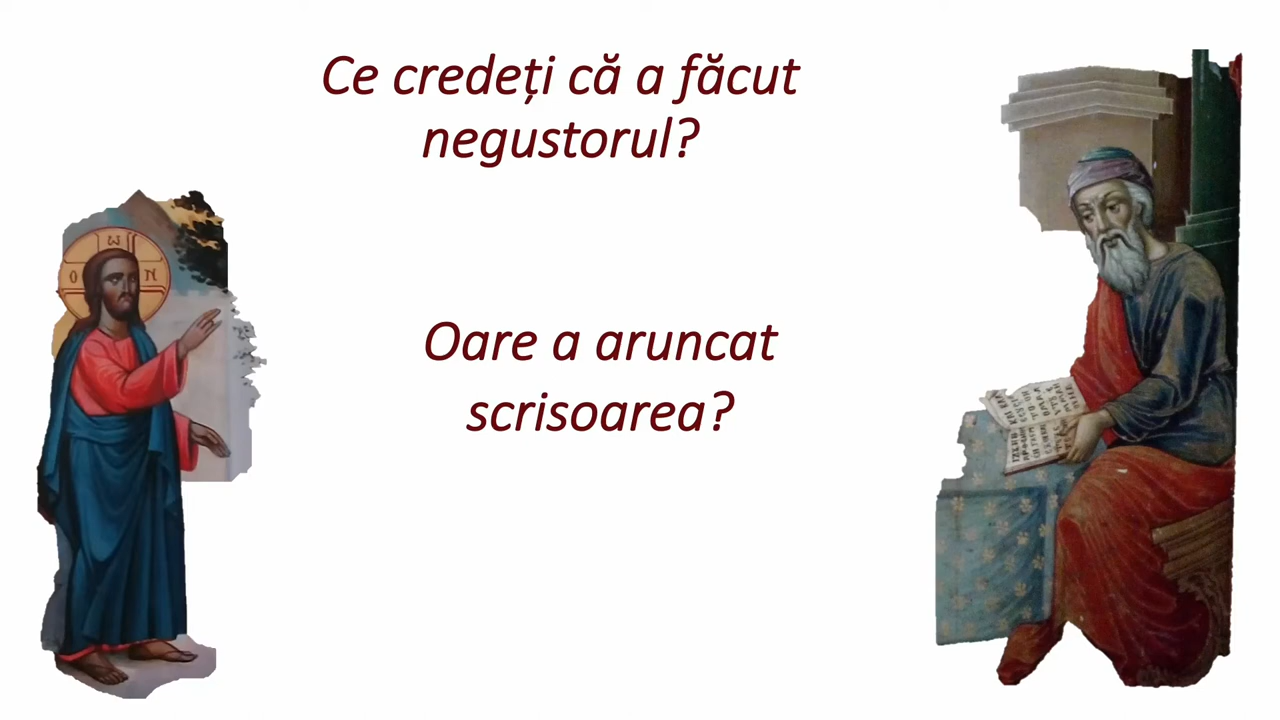 Ce credeți că a făcut
negustorul?
Oare a aruncat
scrisoarea?
O ω N